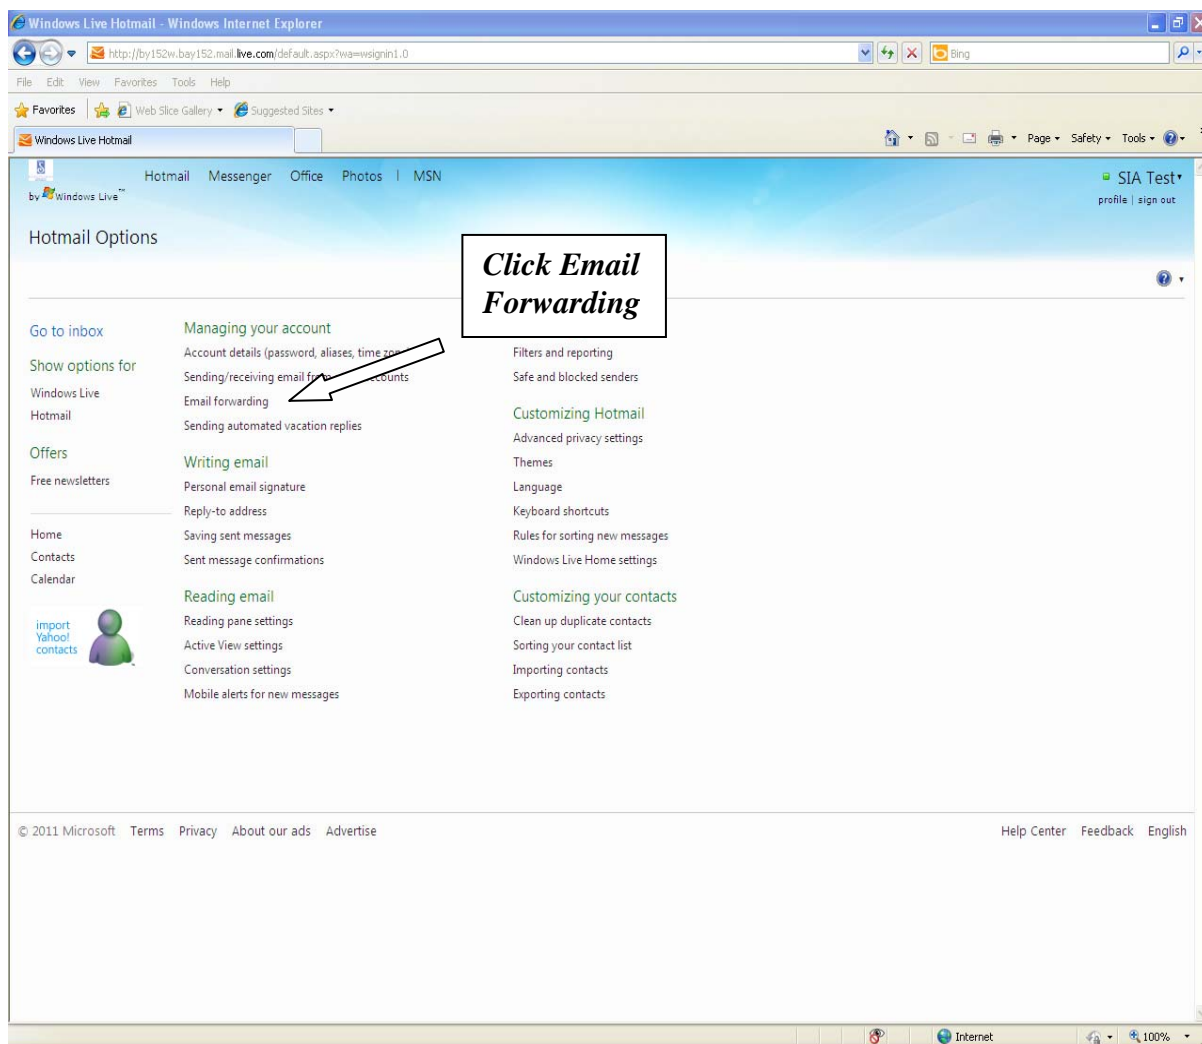 Windows Live Hotmail - Windows Internet Explorer
http://by152w.bay152.mail.live.com/default.aspx?wa=wsignin1.0
Bing
File Edit View Favorites Tools Help
Favorites Web Slice Gallery Suggested Sites
Windows Live Hotmail
Page Safety Tools
Hotmail Messenger Office Photos | MSN
by Windows Live™
SIA Test
profile | sign out
Hotmail Options
Click Email
Forwarding
Go to inbox
Show options for
Windows Live
Hotmail
Offers
Free newsletters
Home
Contacts
Calendar
import
Yahoo!
contacts
Managing your account
Account details (password, aliases, time zone
Sending/receiving email from accounts
Email forwarding
Sending automated vacation replies
Writing email
Personal email signature
Reply-to address
Saving sent messages
Sent message confirmations
Reading email
Reading pane settings
Active View settings
Conversation settings
Mobile alerts for new messages
Filters and reporting
Safe and blocked senders
Customizing Hotmail
Advanced privacy settings
Themes
Language
Keyboard shortcuts
Rules for sorting new messages
Windows Live Home settings
Customizing your contacts
Clean up duplicate contacts
Sorting your contact list
Importing contacts
Exporting contacts
© 2011 Microsoft Terms Privacy About our ads Advertise
Help Center Feedback English
Internet
100%